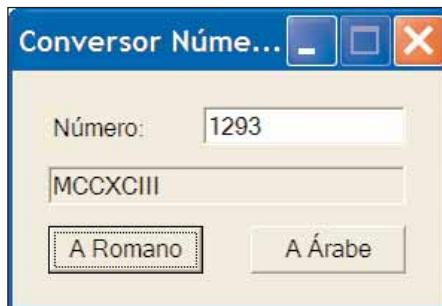 Conversor Núme...
Número: 1293
MCCXCIII
A Romano A Árabe